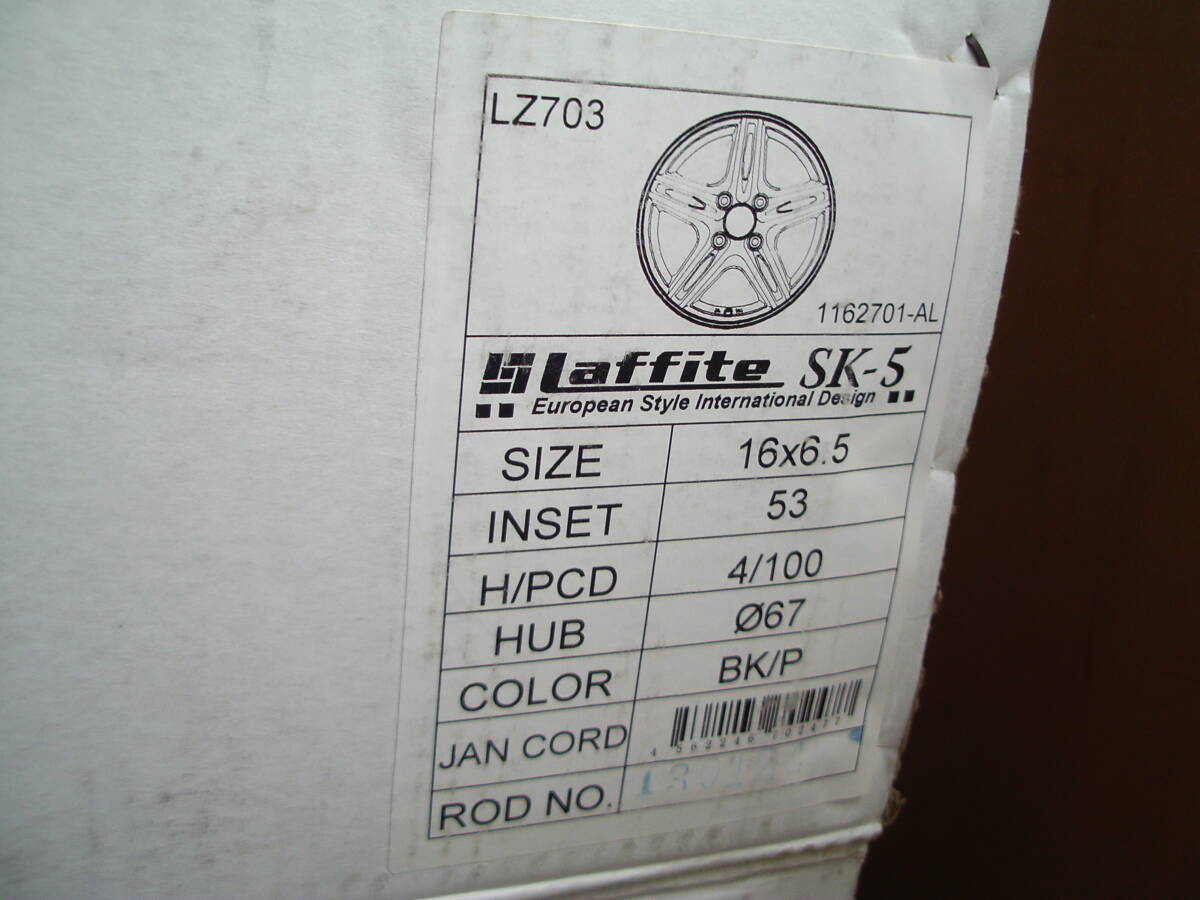 LZ703
1162701-AL
Laffite SK-5
European Style International Design
SIZE 16x6.5
INSET 53
H/PCD 4/100
HUB Ø67
COLOR BK/P
JAN CORD
ROD NO.